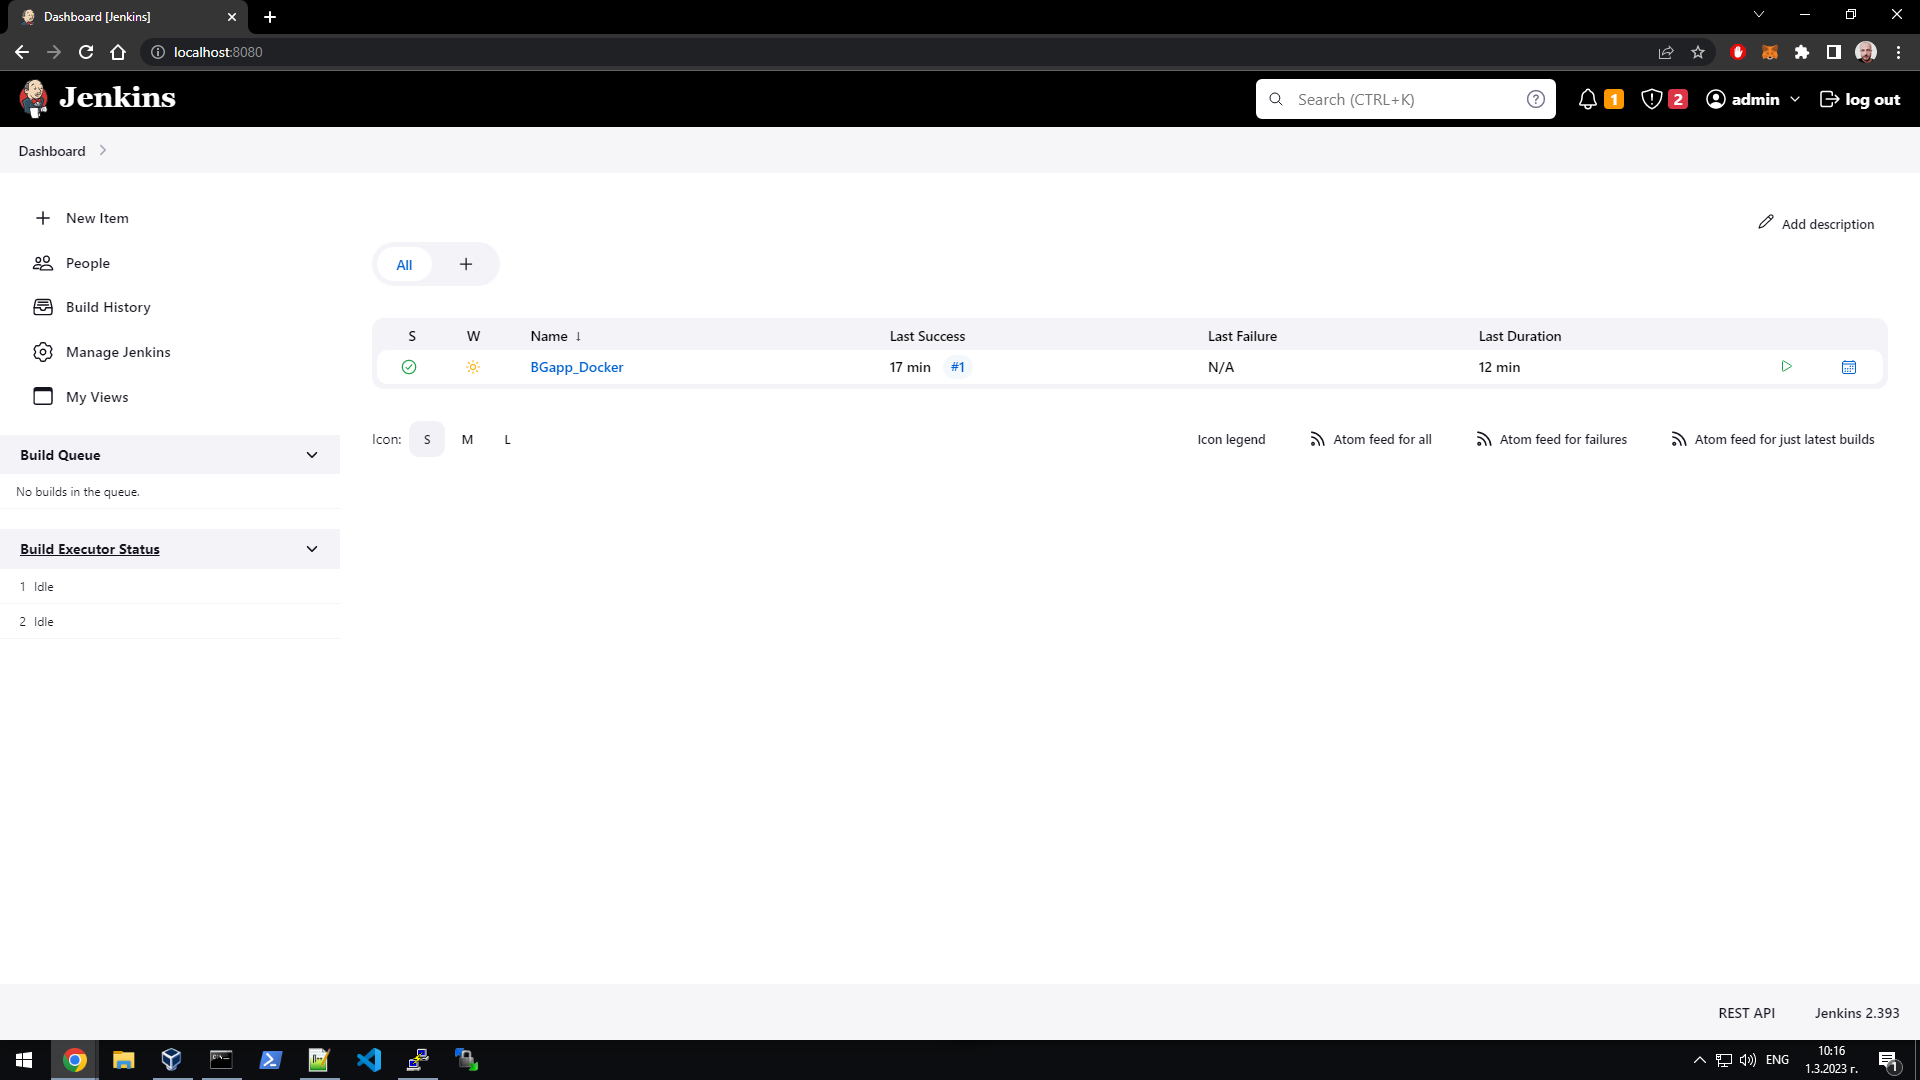 Dashboard [Jenkins]
localhost:8080
Jenkins
Search (CTRL+K)
1
2
admin
log out
Dashboard
New Item
People
Build History
Manage Jenkins
My Views
Build Queue
No builds in the queue.
Build Executor Status
1 Idle
2 Idle
Add description
All
S W Name ↓ Last Success Last Failure Last Duration
BGapp_Docker 17 min #1 N/A 12 min
Icon: S M L
Icon legend Atom feed for all Atom feed for failures Atom feed for just latest builds
REST API Jenkins 2.393
ENG
10:16
1.3.2023 г.
1